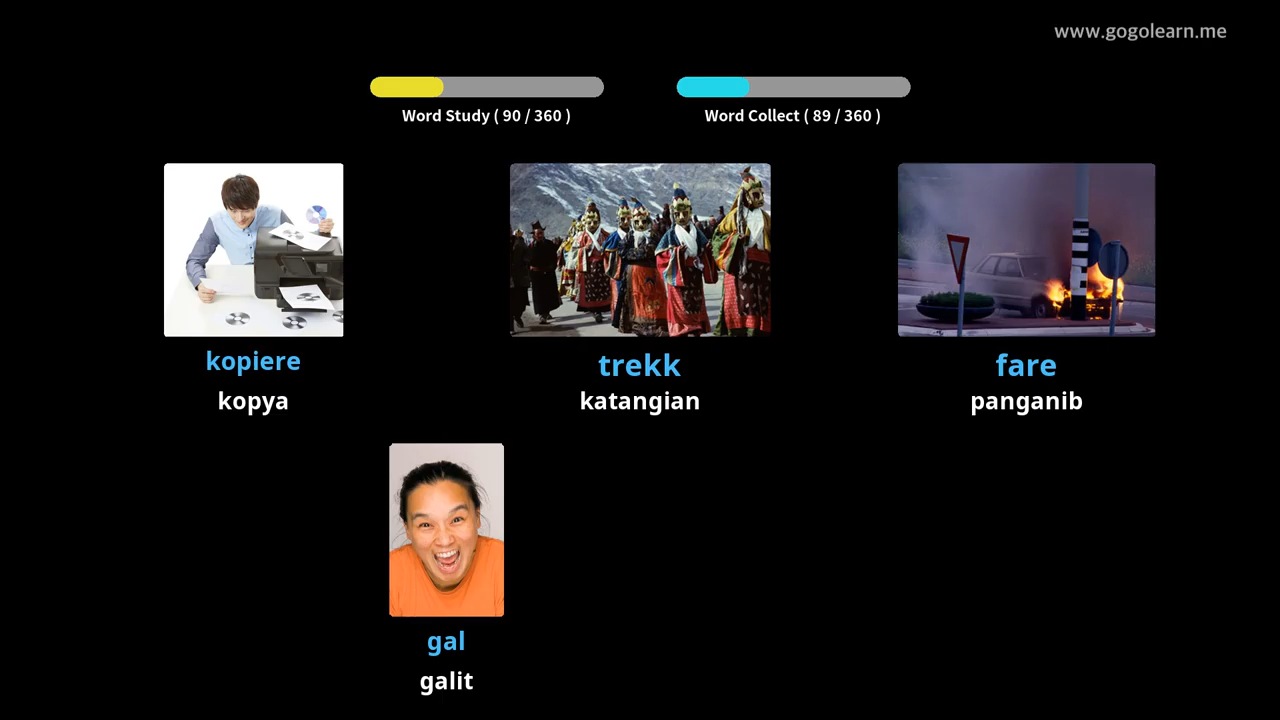 www.gogolearn.me
Word Study ( 90 / 360 )
Word Collect ( 89 / 360 )
kopiere
kopya
trekk
katangian
fare
panganib
gal
galit